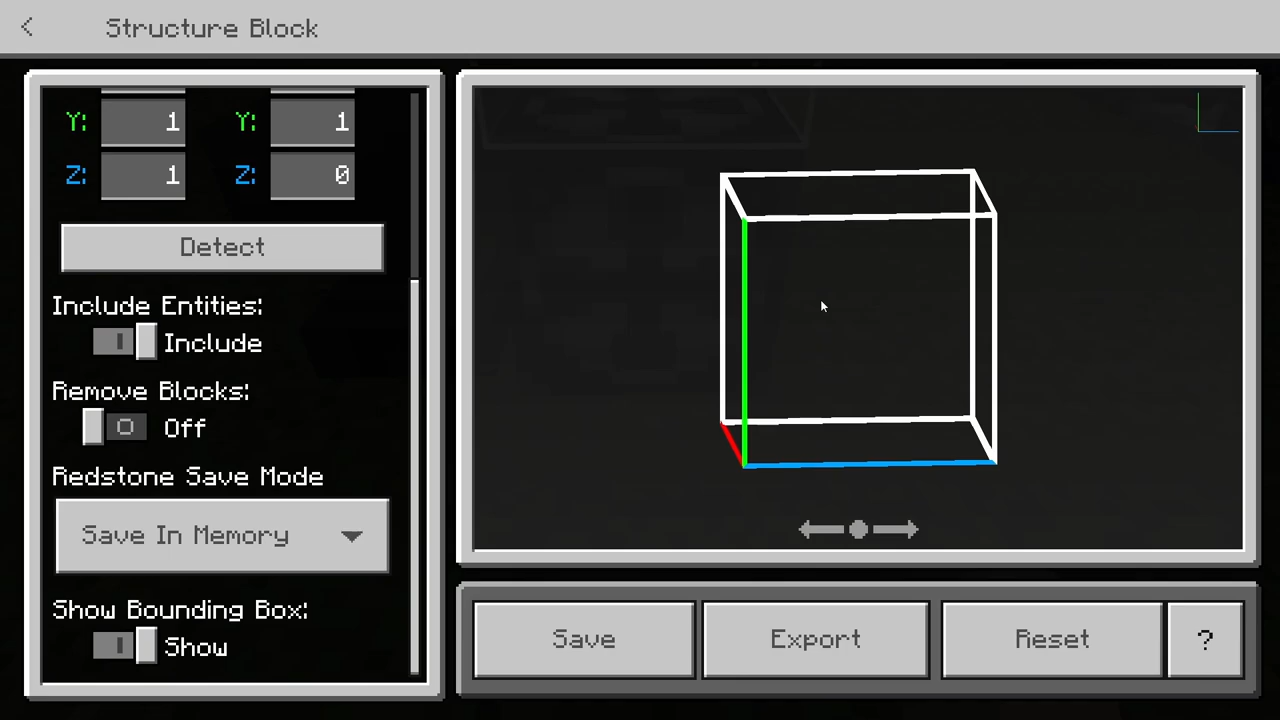 Structure Block
Y: 1 Y: 1
Z: 1 Z: 0
Detect
Include Entities:
Include
Remove Blocks:
Off
Redstone Save Mode
Save In Memory
Show Bounding Box:
Show
Save Export Reset ?